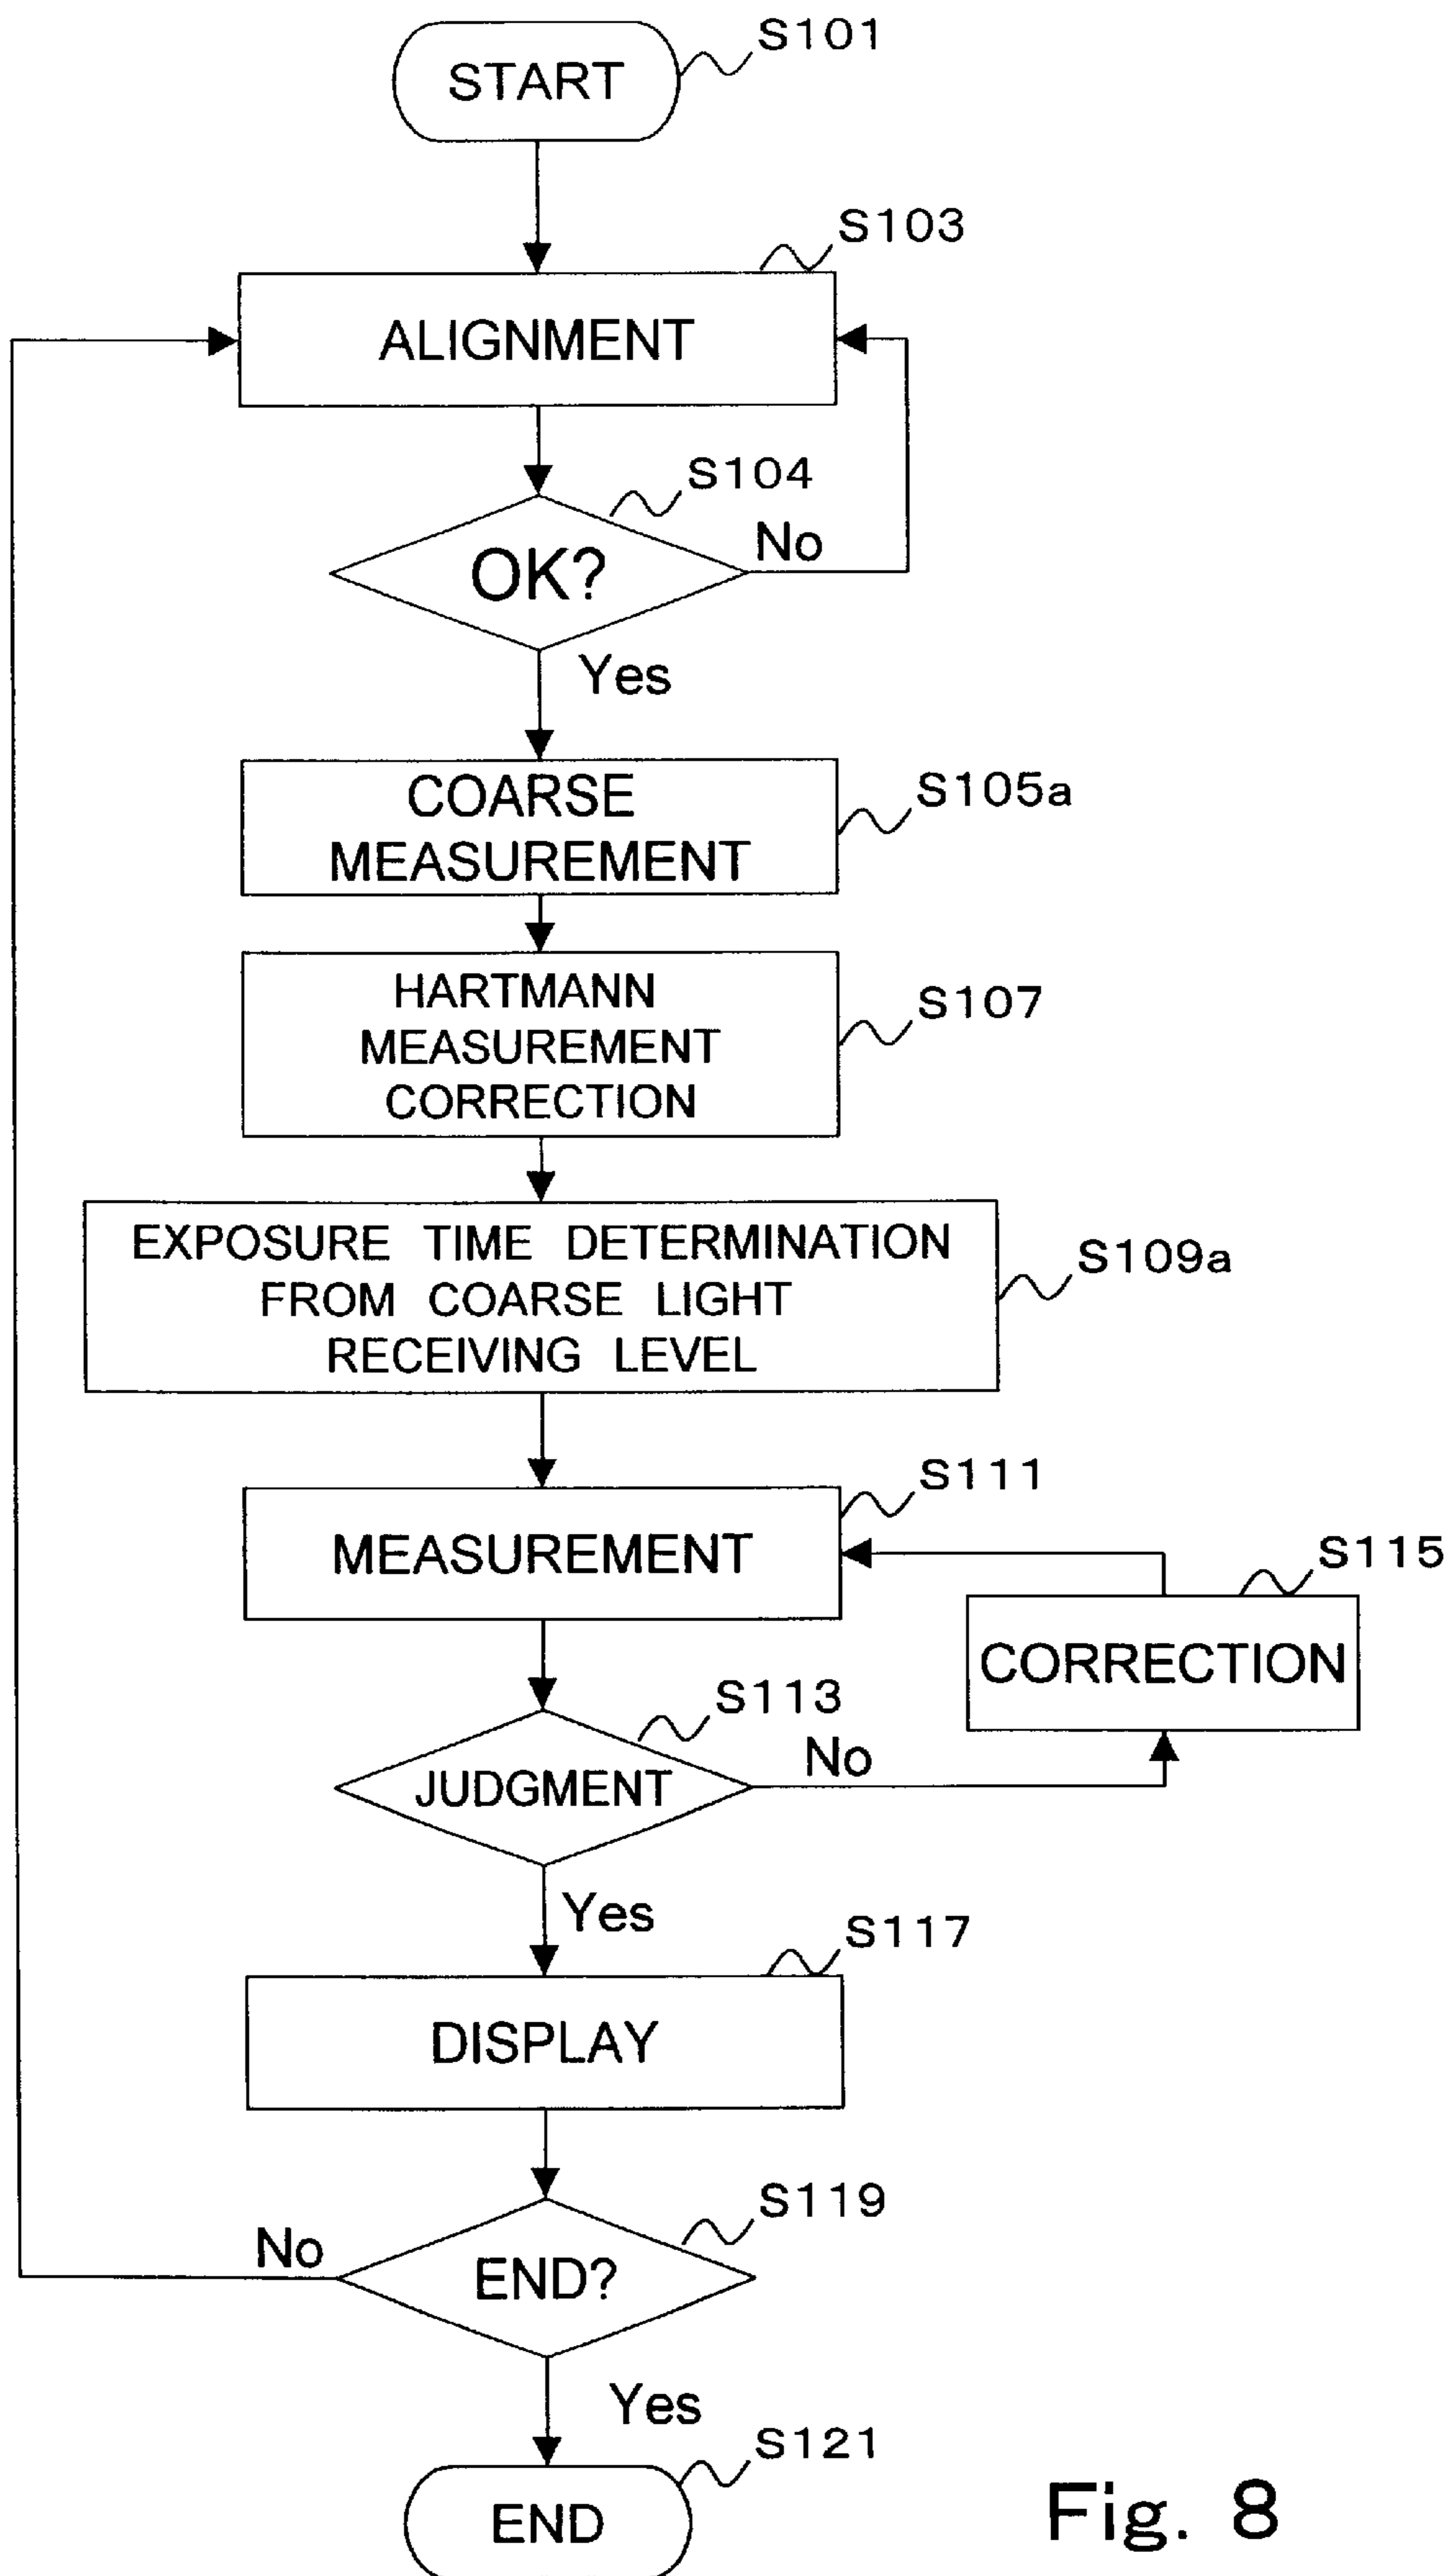 S101
START
S103
ALIGNMENT
S104
OK?
No
Yes
COARSE
MEASUREMENT
S105a
HARTMANN
MEASUREMENT
CORRECTION
S107
EXPOSURE TIME DETERMINATION
FROM COARSE LIGHT
RECEIVING LEVEL
S109a
S111
MEASUREMENT
S115
CORRECTION
S113
JUDGMENT
No
Yes
S117
DISPLAY
S119
END?
No
Yes
S121
END
Fig. 8